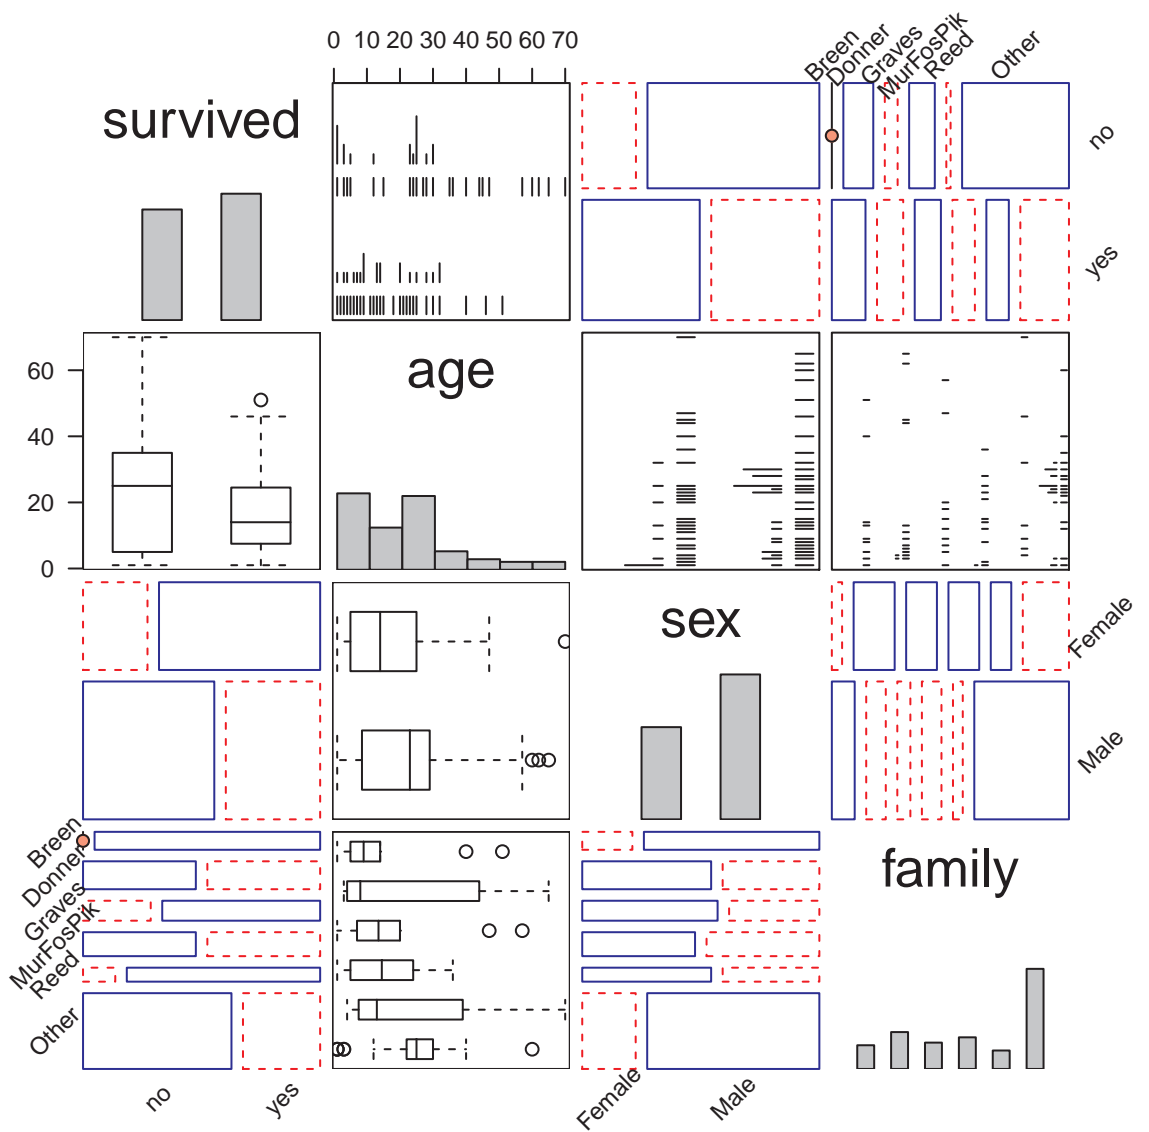 0 10 20 30 40 50 60 70
Breen
Donner
Graves
MurFosPik
Reed
Other
survived
no
yes
age
60
40
20
0
sex
Female
Male
Breen
Donner
Graves
MurFosPik
Reed
Other
family
no
yes
Female
Male